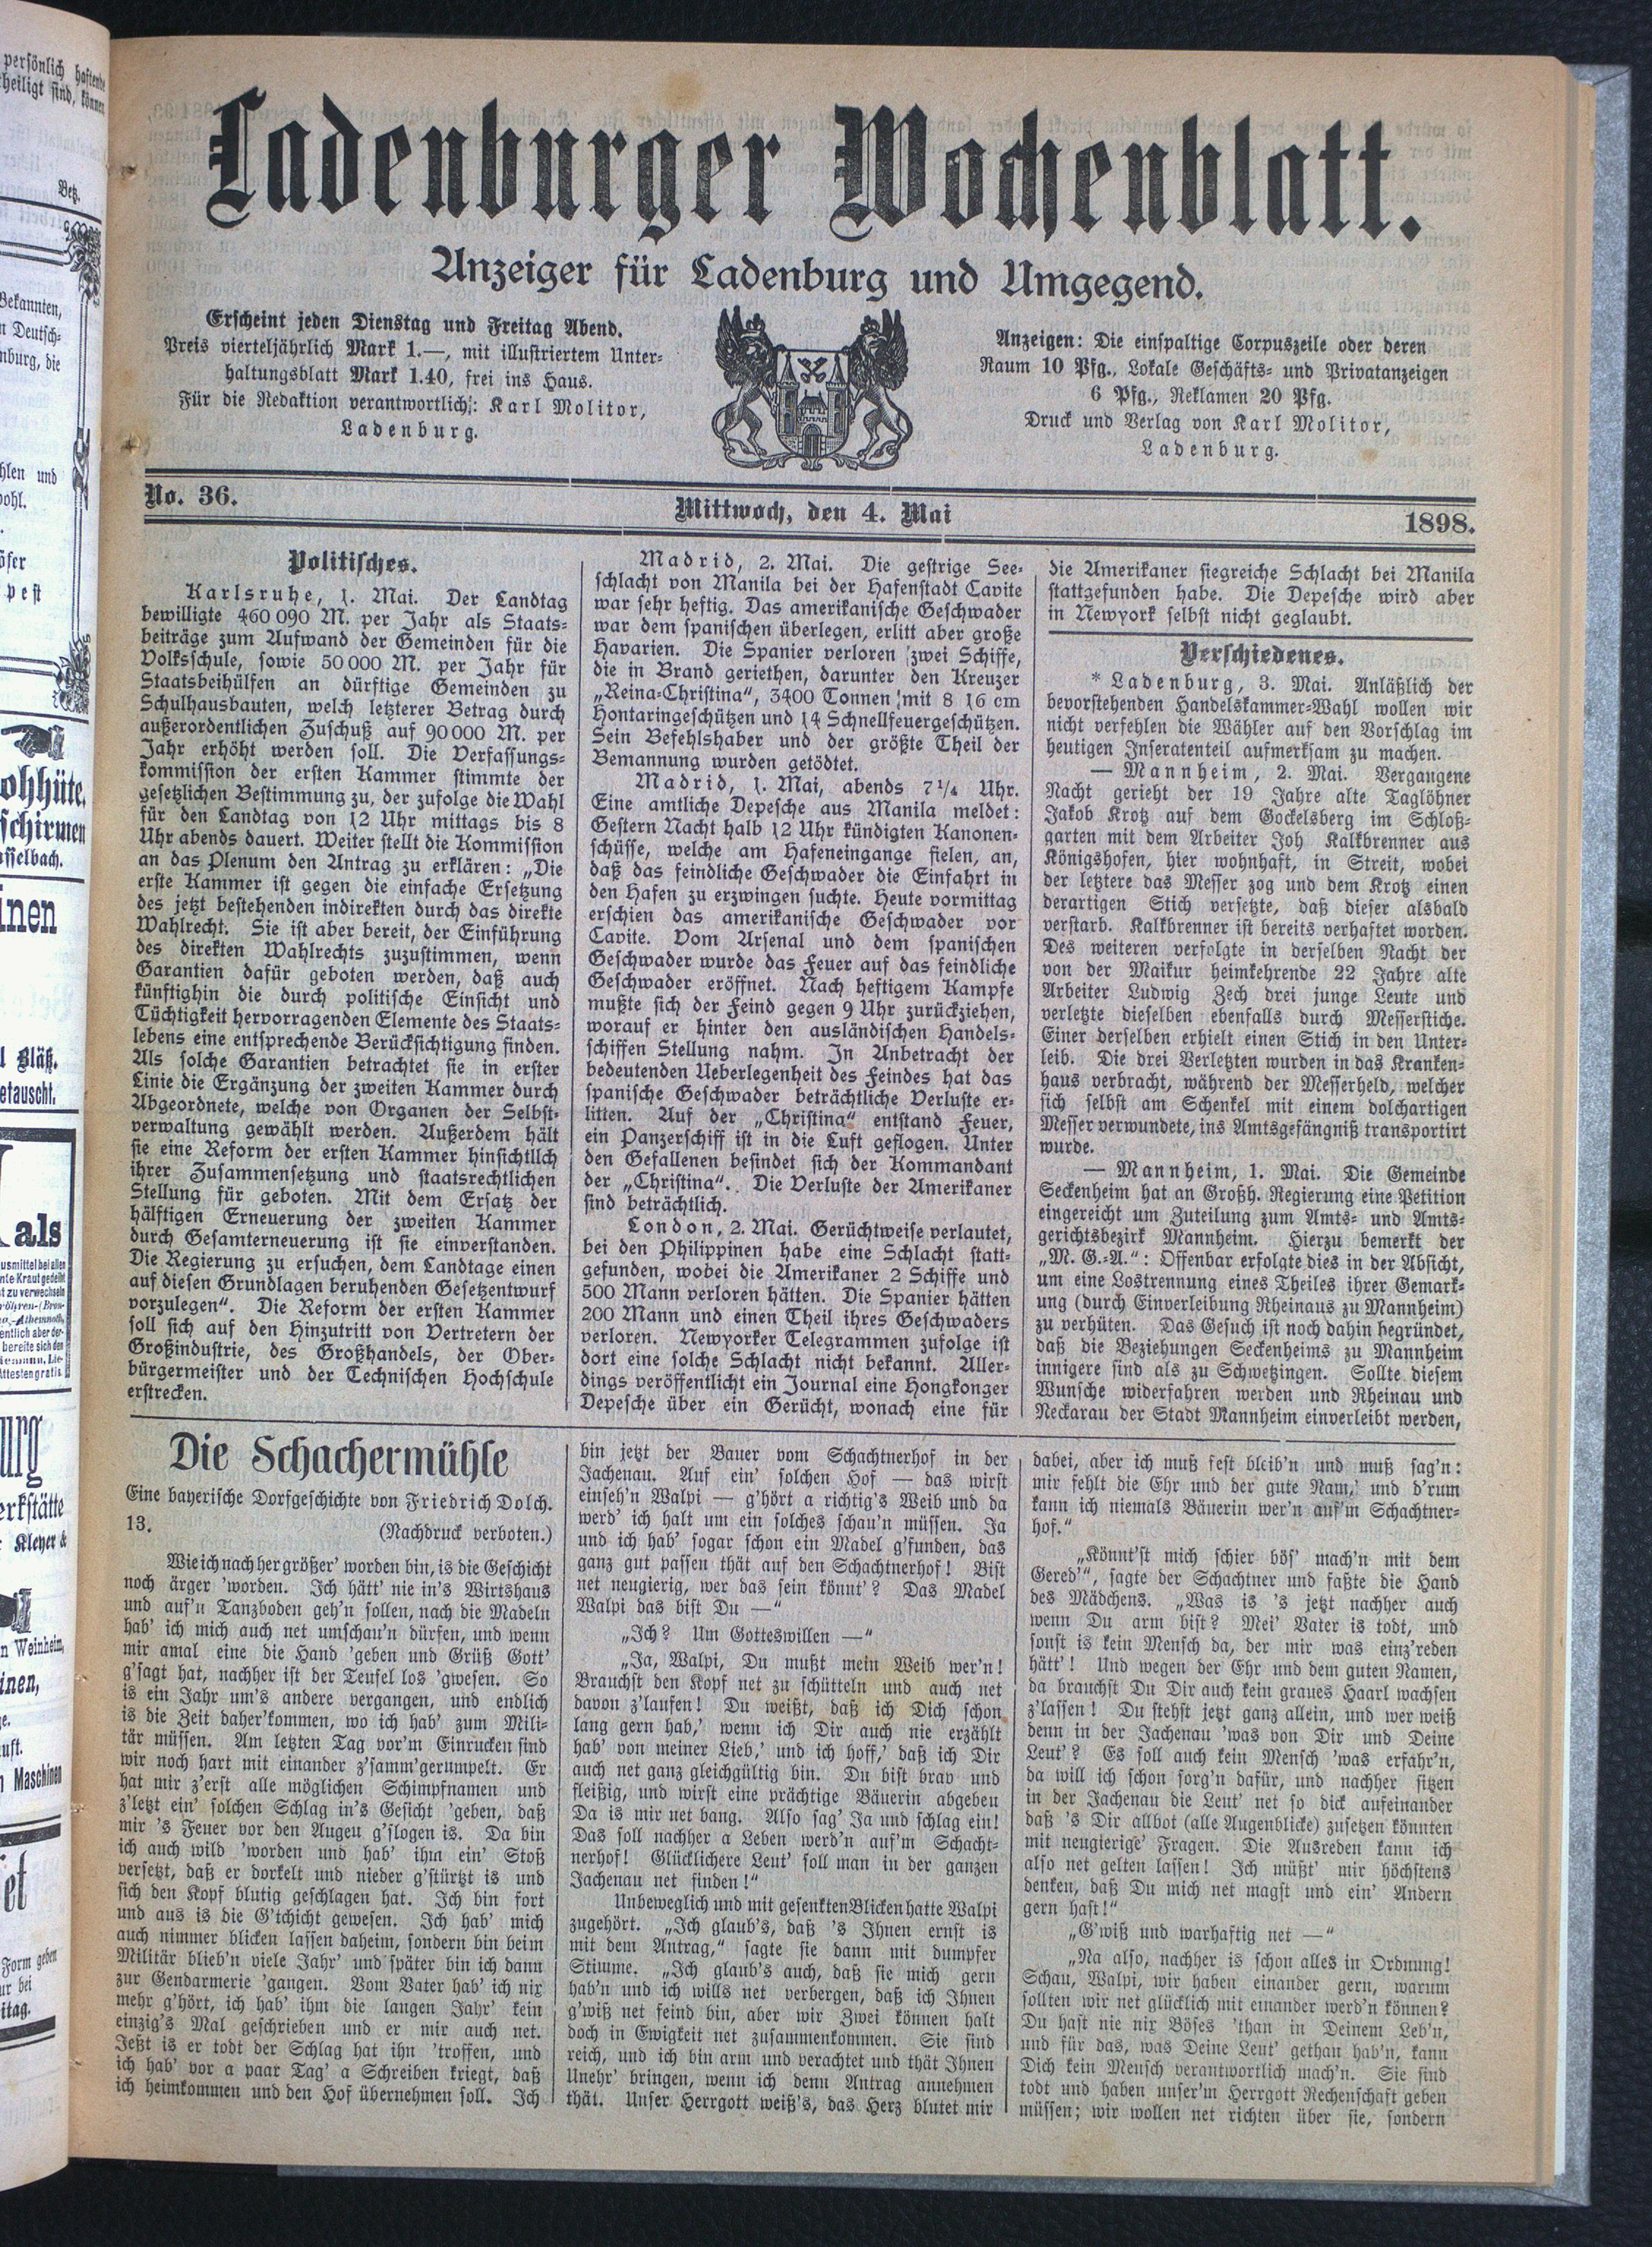 Ladenburger Wochenblatt.
Anzeiger für Ladenburg und Umgegend.
Erscheint jeden Dienstag und Freitag Abend.
Preis vierteljährlich Mark 1.—, mit illustriertem Unter-
haltungsblatt Mark 1.40, frei ins Haus.
Für die Redaktion verantwortlich: Karl Molitor,
Ladenburg.
Anzeigen: Die einspaltige Corpuszeile oder deren
Raum 10 Pfg., Lokale Geschäfts- und Privatanzeigen
6 Pfg., Reklamen 20 Pfg.
Druck und Verlag von Karl Molitor,
Ladenburg.
No. 36.
Mittwoch, den 4. Mai
1898.
Politisches.
Karlsruhe, 1. Mai. Der Landtag
bewilligte 460 090 M. per Jahr als Staats-
beiträge zum Aufwand der Gemeinden für die
Volksschule, sowie 50 000 M. per Jahr für
Staatsbeihülfen an dürftige Gemeinden zu
Schulhausbauten, welch letzterer Betrag durch
außerordentlichen Zuschuß auf 90 000 M. per
Jahr erhöht werden soll. Die Verfassungs-
kommission der ersten Kammer stimmte der
gesetzlichen Bestimmung zu, der zufolge die Wahl
für den Landtag von 12 Uhr mittags bis 8
Uhr abends dauert. Weiter stellt die Kommission
an das Plenum den Antrag zu erklären: „Die
erste Kammer ist gegen die einfache Ersetzung
des jetzt bestehenden indirekten durch das direkte
Wahlrecht. Sie ist aber bereit, der Einführung
des direkten Wahlrechts zuzustimmen, wenn
Garantien dafür geboten werden, daß auch
künftighin die durch politische Einsicht und
Tüchtigkeit hervorragenden Elemente des Staats-
lebens eine entsprechende Berücksichtigung finden.
Als solche Garantien betrachtet sie in erster
Linie die Ergänzung der zweiten Kammer durch
Abgeordnete, welche von Organen der Selbst-
verwaltung gewählt werden. Außerdem hält
sie eine Reform der ersten Kammer hinsichtllch
ihrer Zusammensetzung und staatsrechtlichen
Stellung für geboten. Mit dem Ersatz der
hälftigen Erneuerung der zweiten Kammer
durch Gesamterneuerung ist sie einverstanden.
Die Regierung zu ersuchen, dem Landtage einen
auf diesen Grundlagen beruhenden Gesetzentwurf
vorzulegen“. Die Reform der ersten Kammer
soll sich auf den Hinzutritt von Vertretern der
Großindustrie, des Großhandels, der Ober-
bürgermeister und der Technischen Hochschule
erstrecken.
Madrid, 2. Mai. Die gestrige See-
schlacht von Manila bei der Hafenstadt Cavite
war sehr heftig. Das amerikanische Geschwader
war dem spanischen überlegen, erlitt aber große
Havarien. Die Spanier verloren zwei Schiffe,
die in Brand geriethen, darunter den Kreuzer
„Reina-Christina“, 3400 Tonnen mit 8 16 cm
Hontaringeschützen und 14 Schnellfeuergeschützen.
Sein Befehlshaber und der größte Theil der
Bemannung wurden getödtet.
Madrid, 1. Mai, abends 7¼ Uhr.
Eine amtliche Depesche aus Manila meldet:
Gestern Nacht halb 12 Uhr kündigten Kanonen-
schüsse, welche am Hafeneingange fielen, an,
daß das feindliche Geschwader die Einfahrt in
den Hafen zu erzwingen suchte. Heute vormittag
erschien das amerikanische Geschwader vor
Cavite. Vom Arsenal und dem spanischen
Geschwader wurde das Feuer auf das feindliche
Geschwader eröffnet. Nach heftigem Kampfe
mußte sich der Feind gegen 9 Uhr zurückziehen,
worauf er hinter den ausländischen Handels-
schiffen Stellung nahm. In Anbetracht der
bedeutenden Ueberlegenheit des Feindes hat das
spanische Geschwader beträchtliche Verluste er-
litten. Auf der „Christina“ entstand Feuer,
ein Panzerschiff ist in die Luft geflogen. Unter
den Gefallenen befindet sich der Kommandant
der „Christina“. Die Verluste der Amerikaner
sind beträchtlich.
London, 2. Mai. Gerüchtweise verlautet,
bei den Philippinen habe eine Schlacht statt-
gefunden, wobei die Amerikaner 2 Schiffe und
500 Mann verloren hätten. Die Spanier hätten
200 Mann und einen Theil ihres Geschwaders
verloren. Newyorker Telegrammen zufolge ist
dort eine solche Schlacht nicht bekannt. Aller-
dings veröffentlicht ein Journal eine Hongkonger
Depesche über ein Gerücht, wonach eine für
die Amerikaner siegreiche Schlacht bei Manila
stattgefunden habe. Die Depesche wird aber
in Newyork selbst nicht geglaubt.
Verschiedenes.
* Ladenburg, 3. Mai. Anläßlich der
bevorstehenden Handelskammer-Wahl wollen wir
nicht verfehlen die Wähler auf den Vorschlag im
heutigen Inseratenteil aufmerksam zu machen.
— Mannheim, 2. Mai. Vergangene
Nacht gerieht der 19 Jahre alte Taglöhner
Jakob Krotz auf dem Gockelsberg im Schloß-
garten mit dem Arbeiter Joh Kalkbrenner aus
Königshofen, hier wohnhaft, in Streit, wobei
der letztere das Messer zog und dem Krotz einen
derartigen Stich versetzte, daß dieser alsbald
verstarb. Kalkbrenner ist bereits verhaftet worden.
Des weiteren verfolgte in derselben Nacht der
von der Maikur heimkehrende 22 Jahre alte
Arbeiter Ludwig Zech drei junge Leute und
verletzte dieselben ebenfalls durch Messerstiche.
Einer derselben erhielt einen Stich in den Unter-
leib. Die drei Verletzten wurden in das Kranken-
haus verbracht, während der Messerheld, welcher
sich selbst am Schenkel mit einem dolchartigen
Messer verwundete, ins Amtsgefängniß transportirt
wurde.
— Mannheim, 1. Mai. Die Gemeinde
Seckenheim hat an Großh. Regierung eine Petition
eingereicht um Zuteilung zum Amts- und Amts-
gerichtsbezirk Mannheim. Hierzu bemerkt der
„M. G.-A.“: Offenbar erfolgte dies in der Absicht,
um eine Lostrennung eines Theiles ihrer Gemark-
ung (durch Einverleibung Rheinaus zu Mannheim)
zu verhüten. Das Gesuch ist noch dahin begründet,
daß die Beziehungen Seckenheims zu Mannheim
innigere sind als zu Schwetzingen. Sollte diesem
Wunsche widerfahren werden und Rheinau und
Neckarau der Stadt Mannheim einverleibt werden,
Die Schachermühle
Eine bayerische Dorfgeschichte von Friedrich Dolch.
13. (Nachdruck verboten.)
Wie ich nachher größer' worden bin, is die Geschicht
noch ärger 'worden. Ich hätt' nie in's Wirtshaus
und auf'n Tanzboden geh'n sollen, nach die Madeln
hab' ich mich auch net umschau'n dürfen, und wenn
mir amal eine die Hand 'geben und Grüß Gott'
g'sagt hat, nachher ist der Teufel los 'gwesen. So
is ein Jahr um's andere vergangen, und endlich
is die Zeit daher'kommen, wo ich hab' zum Mili-
tär müssen. Am letzten Tag vor'm Einrucken sind
wir noch hart mit einander z'samm'gerumpelt. Er
hat mir z'erst alle möglichen Schimpfnamen und
z'letzt ein' solchen Schlag in's Gesicht 'geben, daß
mir 's Feuer vor den Augeu g'flogen is. Da bin
ich auch wild 'worden und hab' ihm ein' Stoß
versetzt, daß er dorkelt und nieder g'stürtzt is und
sich den Kopf blutig geschlagen hat. Ich bin fort
und aus is die G'tchicht gewesen. Ich hab' mich
auch nimmer blicken lassen daheim, sondern bin beim
Militär blieb'n viele Jahr' und später bin ich dann
zur Gendarmerie 'gangen. Vom Vater hab' ich nix
mehr g'hört, ich hab' ihm die langen Jahr' kein
einzig's Mal geschrieben und er mir auch net.
Jeßt is er todt der Schlag hat ihn 'troffen, und
ich hab' vor a paar Tag' a Schreiben kriegt, daß
ich heimkommen und den Hof übernehmen soll. Ich
bin jetzt der Bauer vom Schachtnerhof in der
Jachenau. Auf ein' solchen Hof — das wirst
einseh'n Walpi — g'hört a richtig's Weib und da
werd' ich halt um ein solches schau'n müssen. Ja
und ich hab' sogar schon ein Madel g'funden, das
ganz gut passen thät auf den Schachtnerhof! Bist
net neugierig, wer das sein könnt'? Das Madel
Walpi das bist Du —“
„Ich? Um Gotteswillen —“
„Ja, Walpi, Du mußt mein Weib wer'n!
Brauchst den Kopf net zu schütteln und auch net
davon z'laufen! Du weißt, daß ich Dich schon
lang gern hab,' wenn ich Dir auch nie erzählt
hab' von meiner Lieb,' und ich hoff,' daß ich Dir
auch net ganz gleichgültig bin. Du bist brav und
fleißig, und wirst eine prächtige Bäuerin abgeben
Da is mir net bang. Also sag' Ja und schlag ein!
Das soll nachher a Leben werd'n auf'm Schacht-
nerhof! Glücklichere Leut' soll man in der ganzen
Jachenau net finden!“
Unbeweglich und mit gesenkten Blicken hatte Walpi
zugehört. „Ich glaub's, daß 's Ihnen ernst is
mit dem Antrag,“ sagte sie dann mit dumpfer
Stimme. „Ich glaub's auch, daß sie mich gern
hab'n und ich wills net verbergen, daß ich Ihnen
g'wiß net feind bin, aber wir Zwei können halt
doch in Ewigkeit net zusammenkommen. Sie sind
reich, und ich bin arm und verachtet und thät Ihnen
Unehr' bringen, wenn ich denn Antrag annehmen
thät. Unser Herrgott weiß's, das Herz blutet mir
dabei, aber ich muß fest bleib'n und muß sag'n:
mir fehlt die Ehr und der gute Nam,' und d'rum
kann ich niemals Bäuerin wer'n auf'm Schachtner-
hof.“
„Könnt'st mich schier bös' mach'n mit dem
Gered'“, sagte der Schachtner und faßte die Hand
des Mädchens. „Was is 's jetzt nachher auch
wenn Du arm bist? Mei' Vater is todt, und
sonst is kein Mensch da, der mir was einz'reden
hätt'! Und wegen der Ehr und dem guten Namen,
da brauchst Du Dir auch kein graues Haarl wachsen
z'lassen! Du stehst jetzt ganz allein, und wer weiß
denn in der Jachenau 'was von Dir und Deine
Leut'? Es soll auch kein Mensch 'was erfahr'n,
da will ich schon sorg'n dafür, und nachher sitzen
in der Jachenau die Leut' net so dick aufeinander
daß 's Dir allbot (alle Augenblicke) zusetzen könnten
mit neugierige' Fragen. Die Ausreden kann ich
also net gelten lassen! Ich müßt' mir höchstens
denken, daß Du mich net magst und ein' Andern
gern hast!“
„G'wiß und warhaftig net —“
„Na also, nachher is schon alles in Ordnung!
Schau, Walpi, wir haben einander gern, warum
sollten wir net glücklich mit einander werd'n können?
Du hast nie nix Böses 'than in Deinem Leb'n,
und für das, was Deine Leut' gethan hab'n, kann
Dich kein Mensch verantwortlich mach'n. Sie sind
todt und haben unser'm Herrgott Rechenschaft geben
müssen; wir wollen net richten über sie, sondern